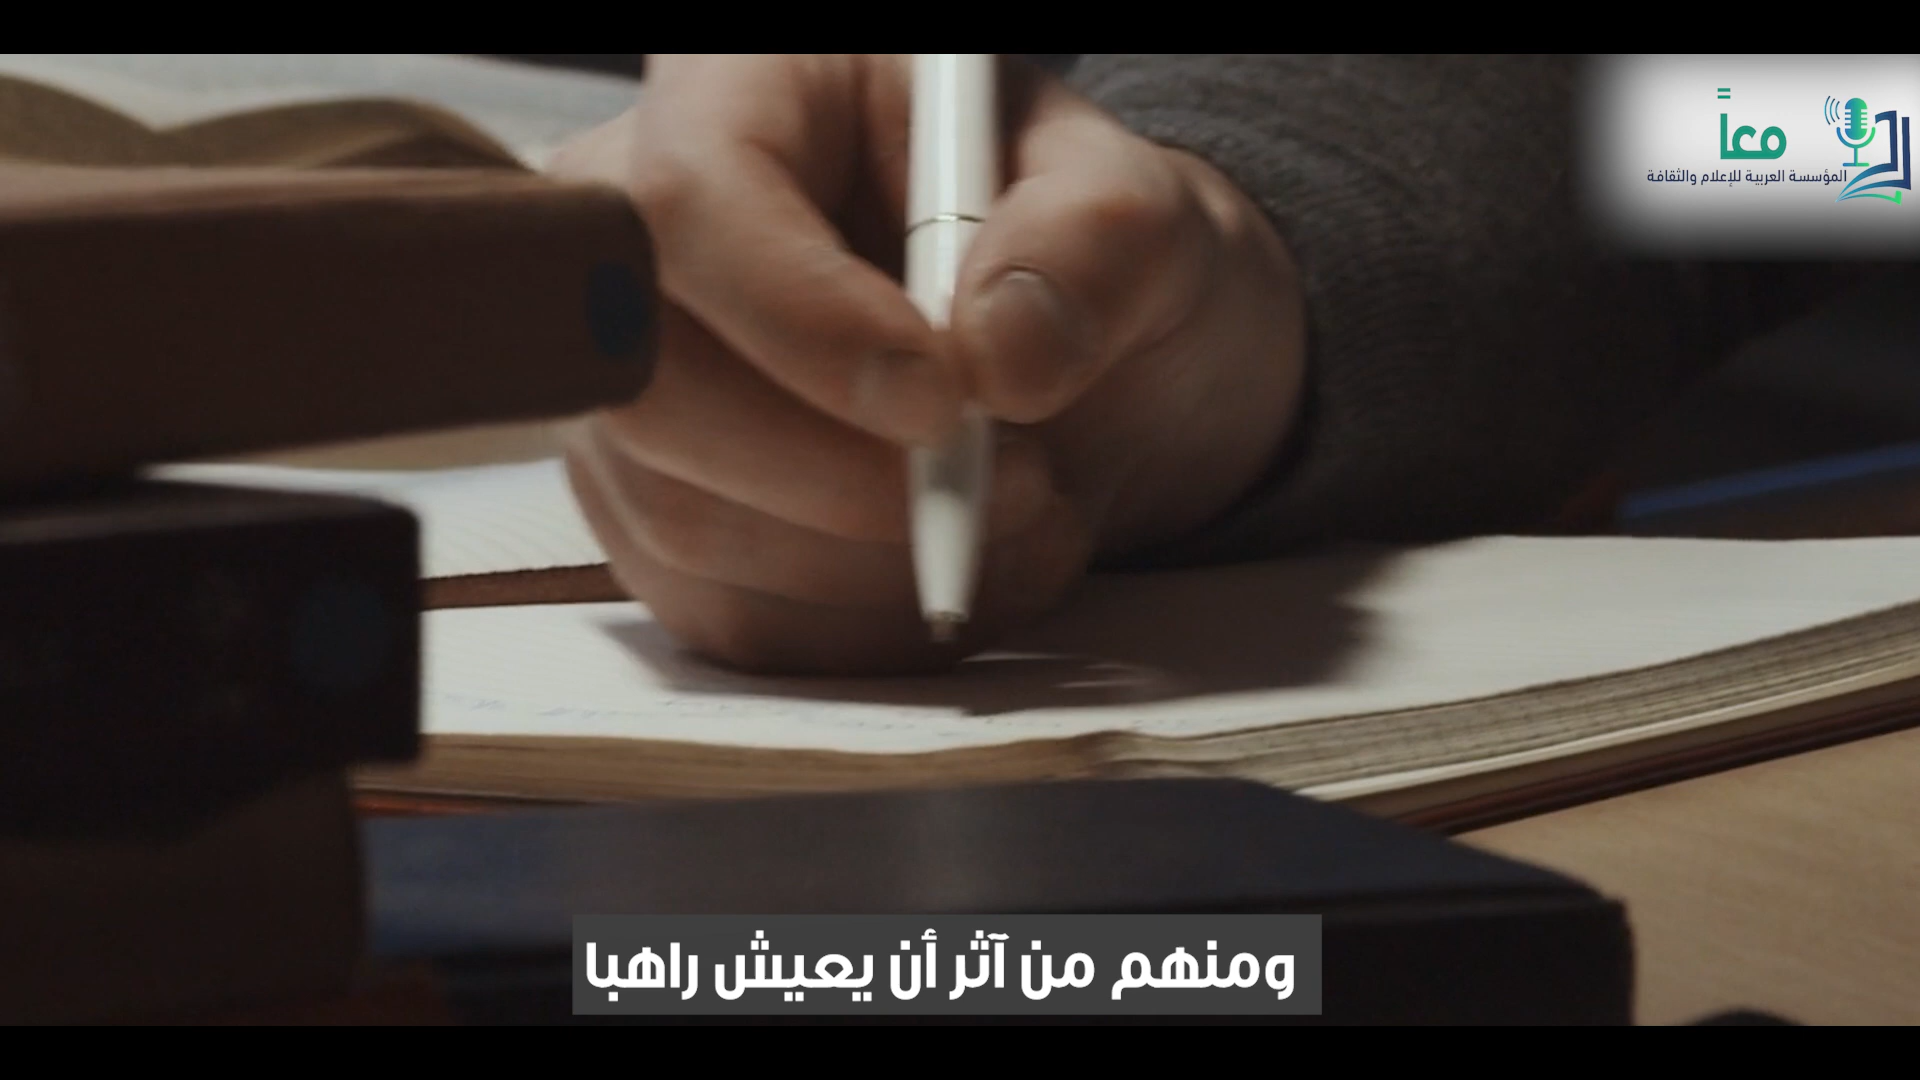 معاً
المؤسسة العربية للإعلام والثقافة
ومنهم من آثر أن يعيش راهبا